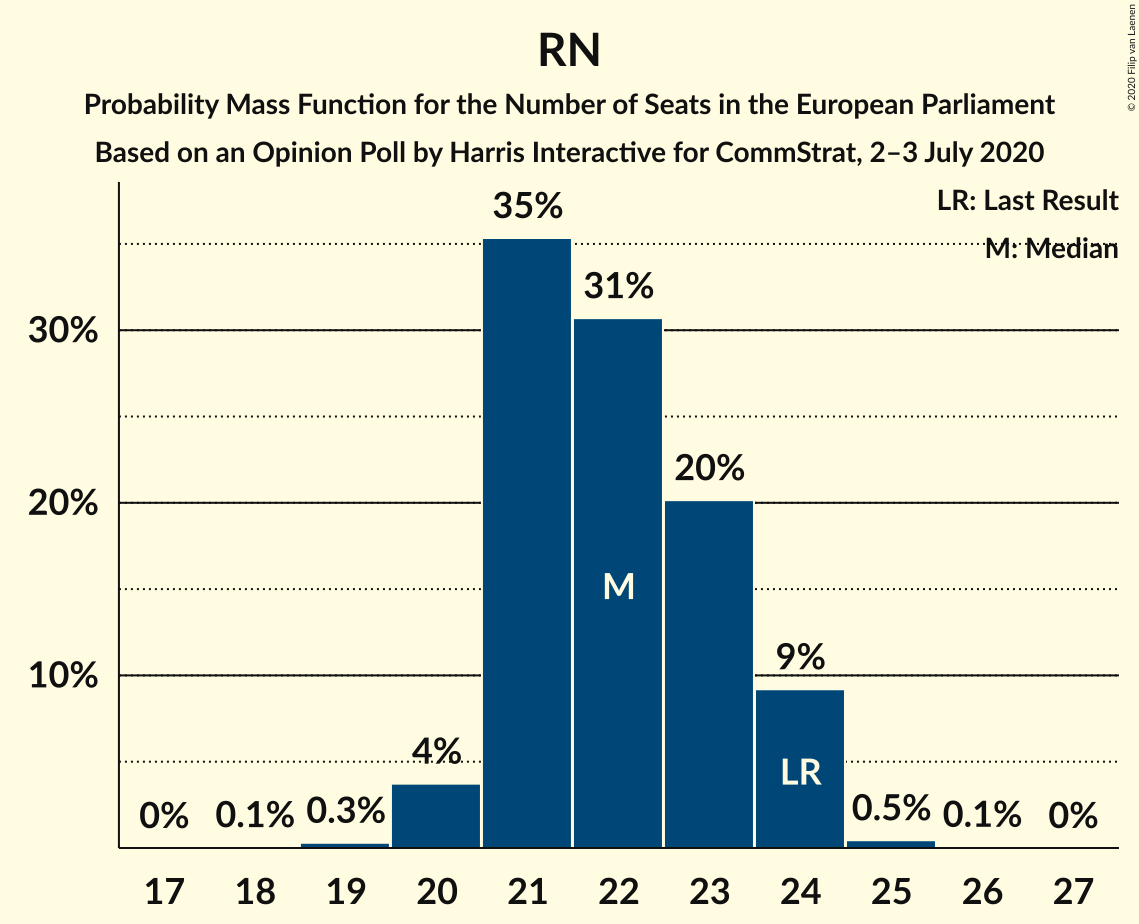 RN
Probability Mass Function for the Number of Seats in the European Parliament
Based on an Opinion Poll by Harris Interactive for CommStrat, 2–3 July 2020
© 2020 Filip van Laenen
LR: Last Result
M: Median
35%
31%
30%
20%
20%
M
10%
9%
LR
4%
0%
0.1%
0.3%
0.5%
0.1%
0%
17 18 19 20 21 22 23 24 25 26 27